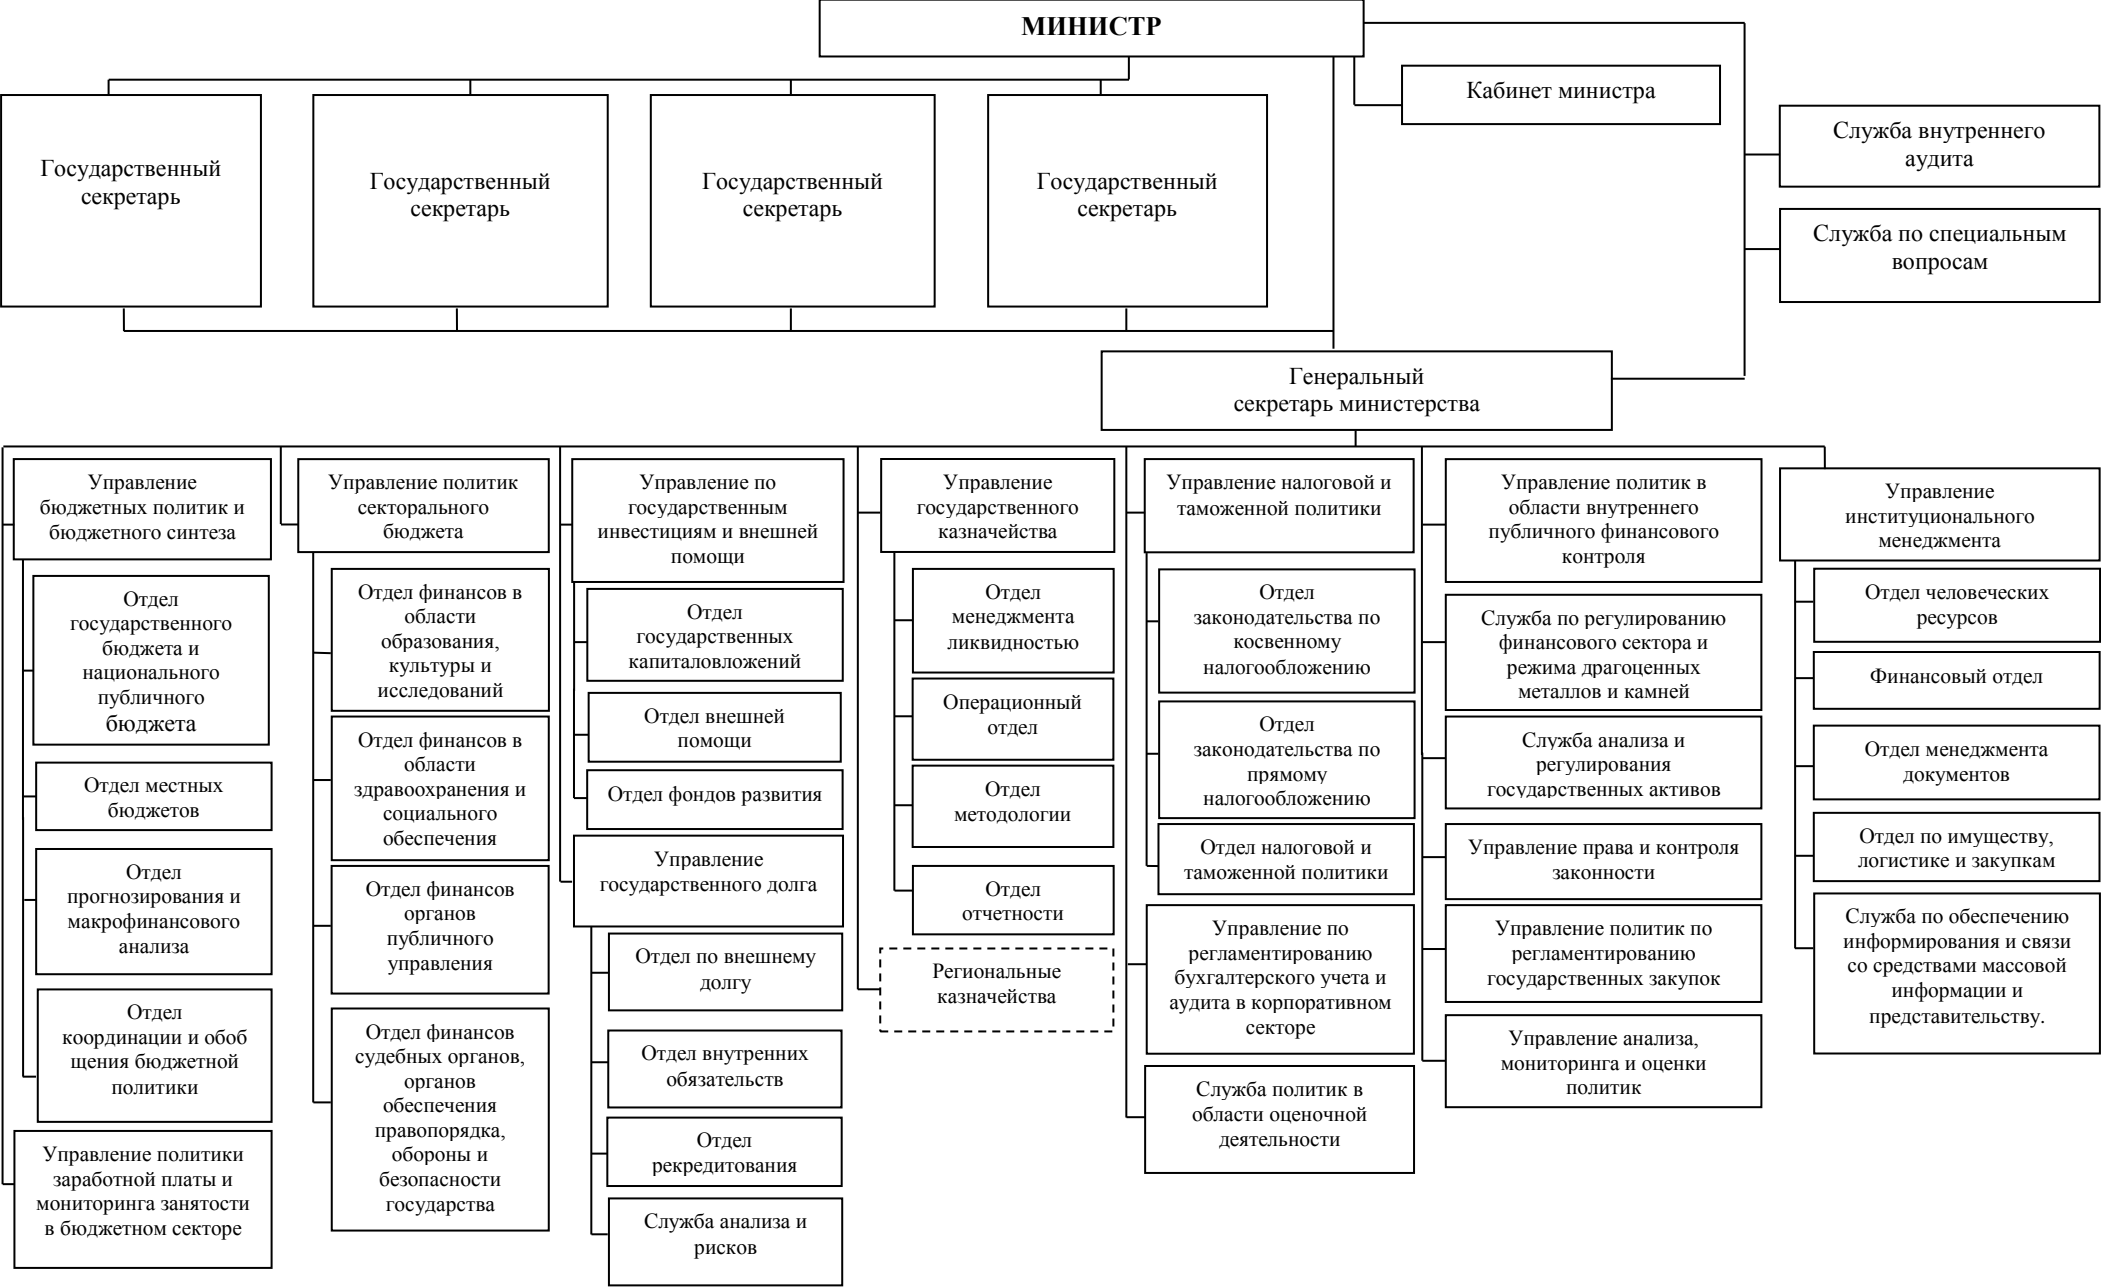 МИНИСТР
Кабинет министра
Служба внутреннего
аудита
Служба по специальным
вопросам
Государственный
секретарь
Государственный
секретарь
Государственный
секретарь
Государственный
секретарь
Генеральный
секретарь министерства
Управление
бюджетных политик и
бюджетного синтеза
Отдел
государственного
бюджета и
национального
публичного
бюджета
Отдел местных
бюджетов
Отдел
прогнозирования и
макрофинансового
анализа
Отдел
координации и обоб
щения бюджетной
политики
Управление политики
заработной платы и
мониторинга занятости
в бюджетном секторе
Управление политик
секторального
бюджета
Отдел финансов в
области
образования,
культуры и
исследований
Отдел финансов в
области
здравоохранения и
социального
обеспечения
Отдел финансов
органов
публичного
управления
Отдел финансов
судебных органов,
органов
обеспечения
правопорядка,
обороны и
безопасности
государства
Управление по
государственным
инвестициям и внешней
помощи
Отдел
государственных
капиталовложений
Отдел внешней
помощи
Отдел фондов развития
Управление
государственного долга
Отдел по внешнему
долгу
Отдел внутренних
обязательств
Отдел
рекредитования
Служба анализа и
рисков
Управление
государственного
казначейства
Отдел
менеджмента
ликвидностью
Операционный
отдел
Отдел
методологии
Отдел
отчетности
Региональные
казначейства
Управление налоговой и
таможенной политики
Отдел
законодательства по
косвенному
налогообложению
Отдел
законодательства по
прямому
налогообложению
Отдел налоговой и
таможенной политики
Управление по
регламентированию
бухгалтерского учета и
аудита в корпоративном
секторе
Служба политик в
области оценочной
деятельности
Управление политик в
области внутреннего
публичного финансового
контроля
Служба по регулированию
финансового сектора и
режима драгоценных
металлов и камней
Служба анализа и
регулирования
государственных активов
Управление права и контроля
законности
Управление политик по
регламентированию
государственных закупок
Управление анализа,
мониторинга и оценки
политик
Управление
институционального
менеджмента
Отдел человеческих
ресурсов
Финансовый отдел
Отдел менеджмента
документов
Отдел по имуществу,
логистике и закупкам
Служба по обеспечению
информирования и связи
со средствами массовой
информации и
представительству.